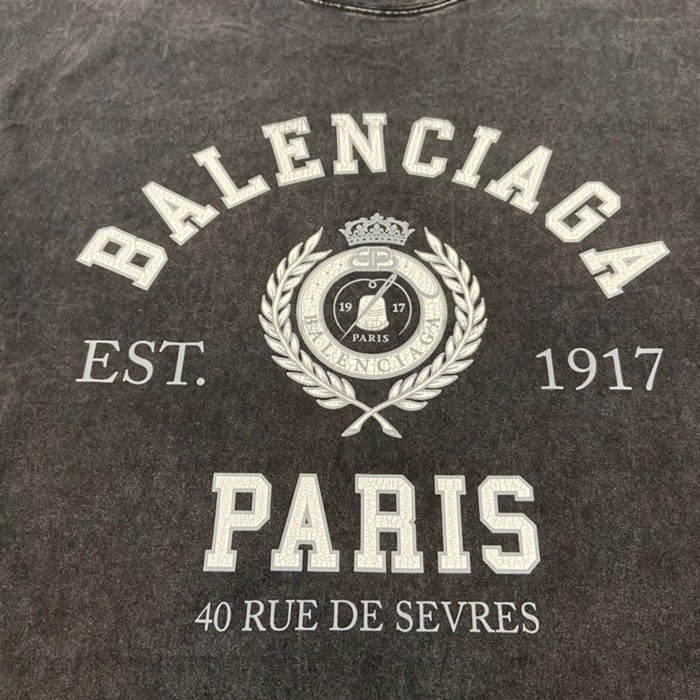 BALENCIAGA
19 17
PARIS
BALENCIAGA
EST. 1917
PARIS
40 RUE DE SEVRES